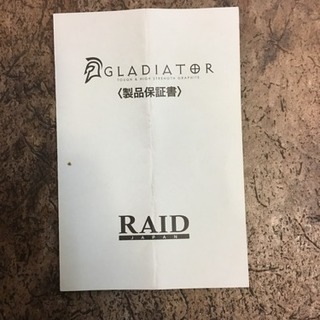 GLADIATOR
TOUGH & HIGH STRENGTH GRAPHITE
〈製品保証書〉
RAID
JAPAN